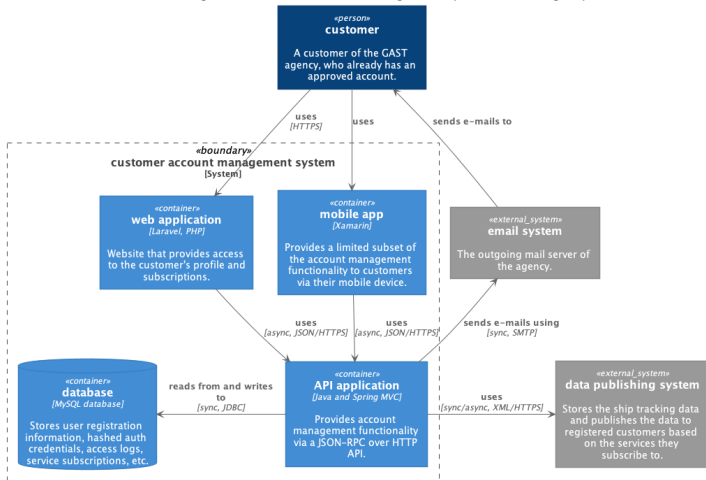 «person»
customer
A customer of the GAST
agency, who already has an
approved account.
uses
[HTTPS]
uses
sends e-mails to
«boundary»
customer account management system
[System]
«container»
web application
[Laravel, PHP]
Website that provides access
to the customer's profile and
subscriptions.
«container»
mobile app
[Xamarin]
Provides a limited subset of
the account management
functionality to customers
via their mobile device.
«external_system»
email system
The outgoing mail server of
the agency.
uses
[async, JSON/HTTPS]
uses
[async, JSON/HTTPS]
sends e-mails using
[sync, SMTP]
«container»
database
[MySQL database]
Stores user registration
information, hashed auth
credentials, access logs,
service subscriptions, etc.
reads from and writes
to
[sync, JDBC]
«container»
API application
[Java and Spring MVC]
Provides account
management functionality
via a JSON-RPC over HTTP
API.
uses
[sync/async, XML/HTTPS]
«external_system»
data publishing system
Stores the ship tracking data
and publishes the data to
registered customers based
on the services they
subscribe to.